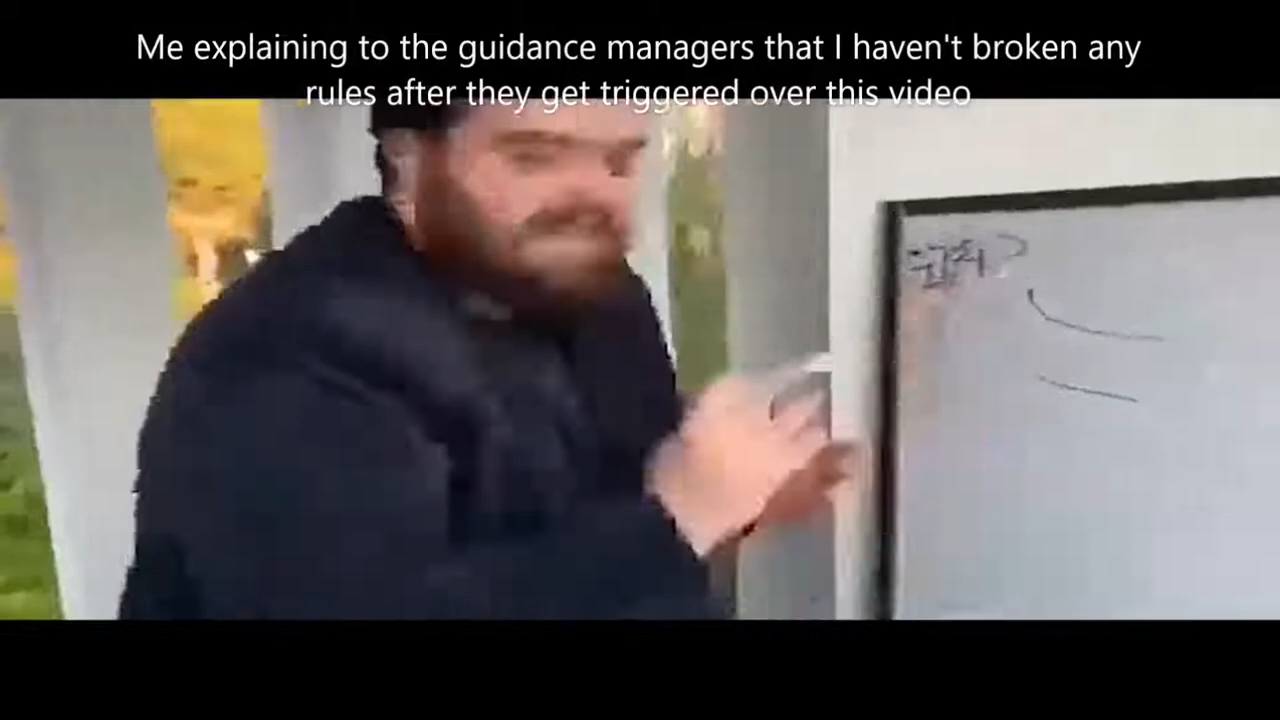 Me explaining to the guidance managers that I haven't broken any
rules after they get triggered over this video